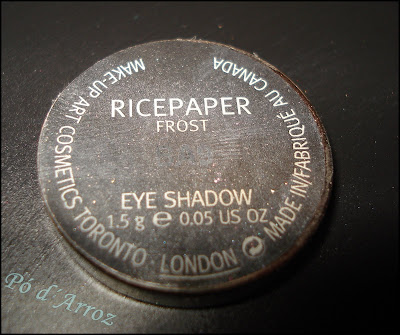 RICEPAPER
FROST
EYE SHADOW
1.5 g e 0.05 US OZ
MAKE-UP ART COSMETICS TORONTO · LONDON MADE IN/FABRIQUÉ AU CANADA
Pó d´Arroz